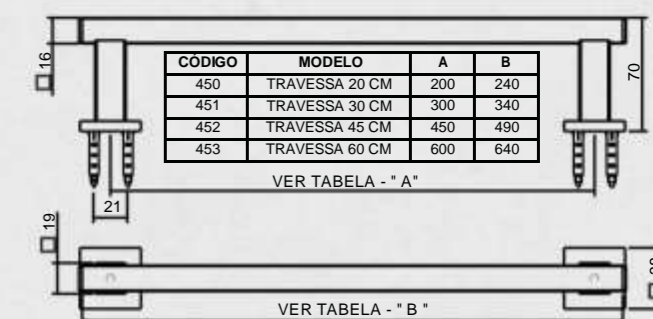 □ 16
CÓDIGO MODELO A B
450 TRAVESSA 20 CM 200 240
451 TRAVESSA 30 CM 300 340
452 TRAVESSA 45 CM 450 490
453 TRAVESSA 60 CM 600 640
70
VER TABELA - " A"
21
□ 19
VER TABELA - " B "